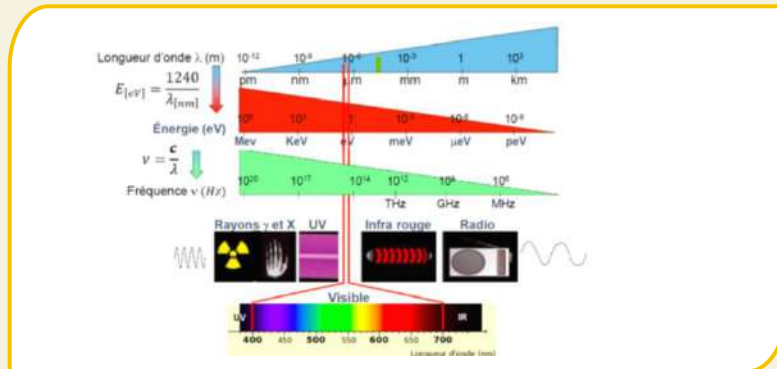 Longueur d'onde λ (m) 10⁻¹² 10⁻⁹ 10⁻⁶ 10⁻³ 1 10³
pm nm μm mm m km
E[eV] = 1240 / λ[nm]
10⁶ 10³ 1 10⁻³ 10⁻⁶ 10⁻⁹
Énergie (eV) Mev KeV eV meV μeV peV
ν = c / λ
10²⁰ 10¹⁷ 10¹⁴ 10¹² 10⁹ 10⁶
Fréquence ν (Hz) THz GHz MHz
Rayons γ et X UV Infra rouge Radio
Visible
UV IR
400 450 500 550 600 650 700
Longueur d'onde (nm)